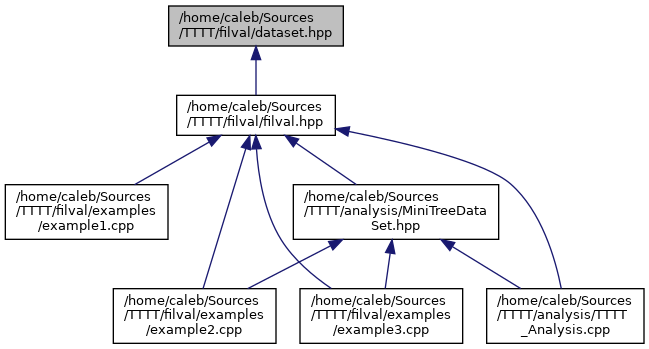 /home/caleb/Sources
/TTTT/filval/dataset.hpp
/home/caleb/Sources
/TTTT/filval/filval.hpp
/home/caleb/Sources
/TTTT/filval/examples
/example1.cpp
/home/caleb/Sources
/TTTT/analysis/MiniTreeData
Set.hpp
/home/caleb/Sources
/TTTT/filval/examples
/example2.cpp
/home/caleb/Sources
/TTTT/filval/examples
/example3.cpp
/home/caleb/Sources
/TTTT/analysis/TTTT
_Analysis.cpp